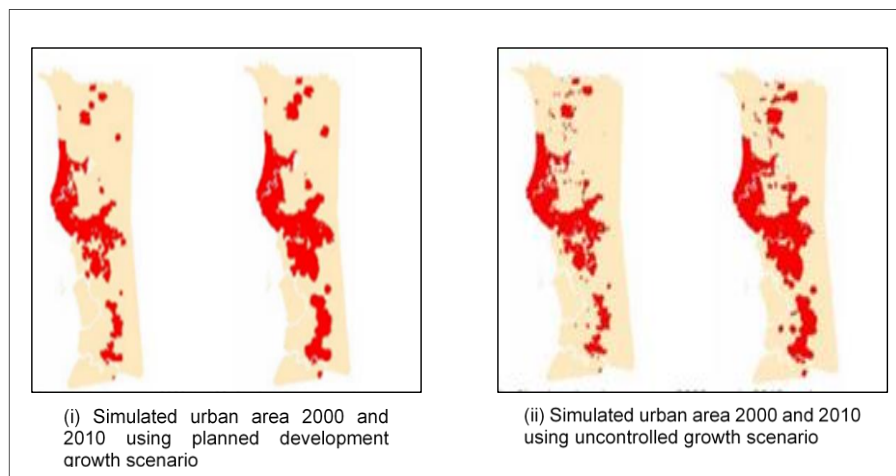 (i) Simulated urban area 2000 and
2010 using planned development
growth scenario
(ii) Simulated urban area 2000 and 2010
using uncontrolled growth scenario